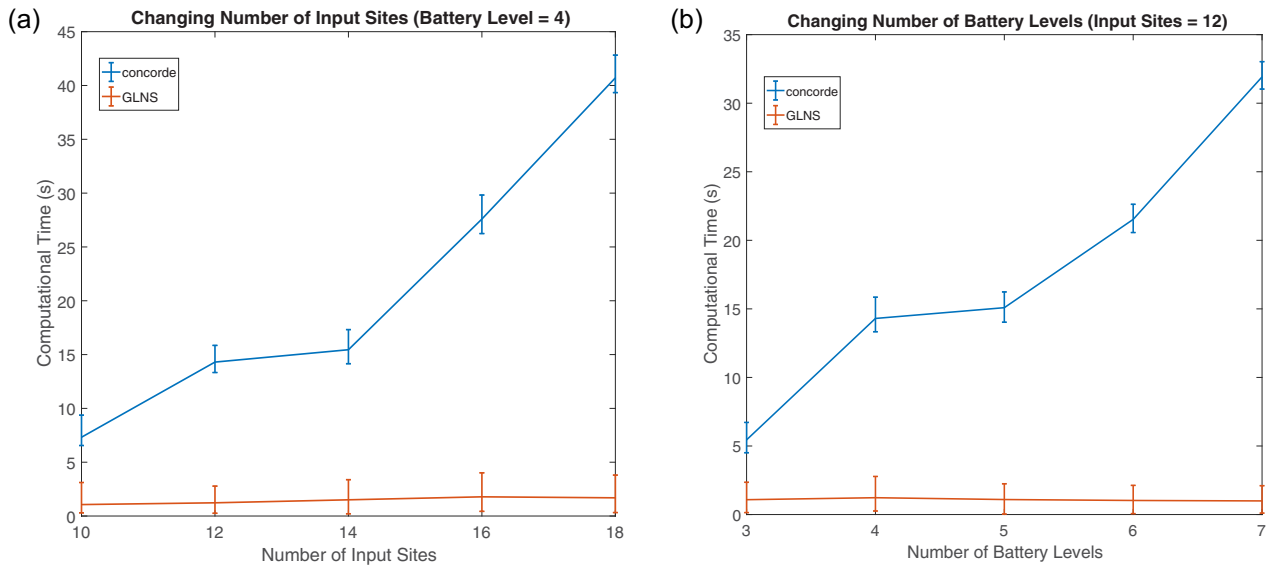 (a)
Changing Number of Input Sites (Battery Level = 4)
45
40
35
30
25
20
15
10
5
0
Computational Time (s)
concorde
GLNS
10
12
14
16
18
Number of Input Sites
(b)
Changing Number of Battery Levels (Input Sites = 12)
35
30
25
20
15
10
5
0
Computational Time (s)
concorde
GLNS
3
4
5
6
7
Number of Battery Levels